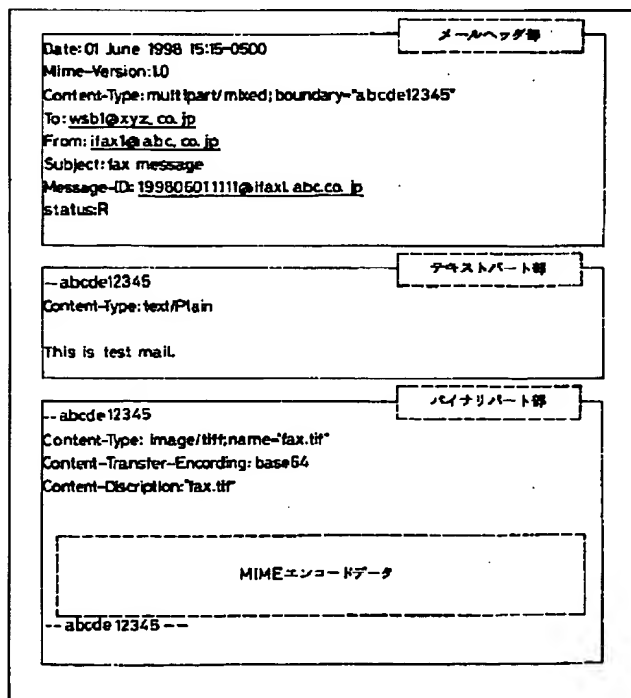 メールヘッダ部
Date: 01 June 1998 15:15-0500
Mime-Version:1.0
Content-Type: multipart/mixed; boundary="abcde12345"
To: wsb1@xyz.co.jp
From: ifax1@abc.co.jp
Subject: fax message
Message-ID: 199806011111@ifax1.abc.co.jp
status:R
テキストパート部
--abcde12345
Content-Type: text/Plain
This is test mail.
バイナリパート部
--abcde12345
Content-Type: image/tiff;name="fax.tif"
Content-Transfer-Encording: base64
Content-Discription:"fax.tif"
MIMEエンコードデータ
--abcde12345--